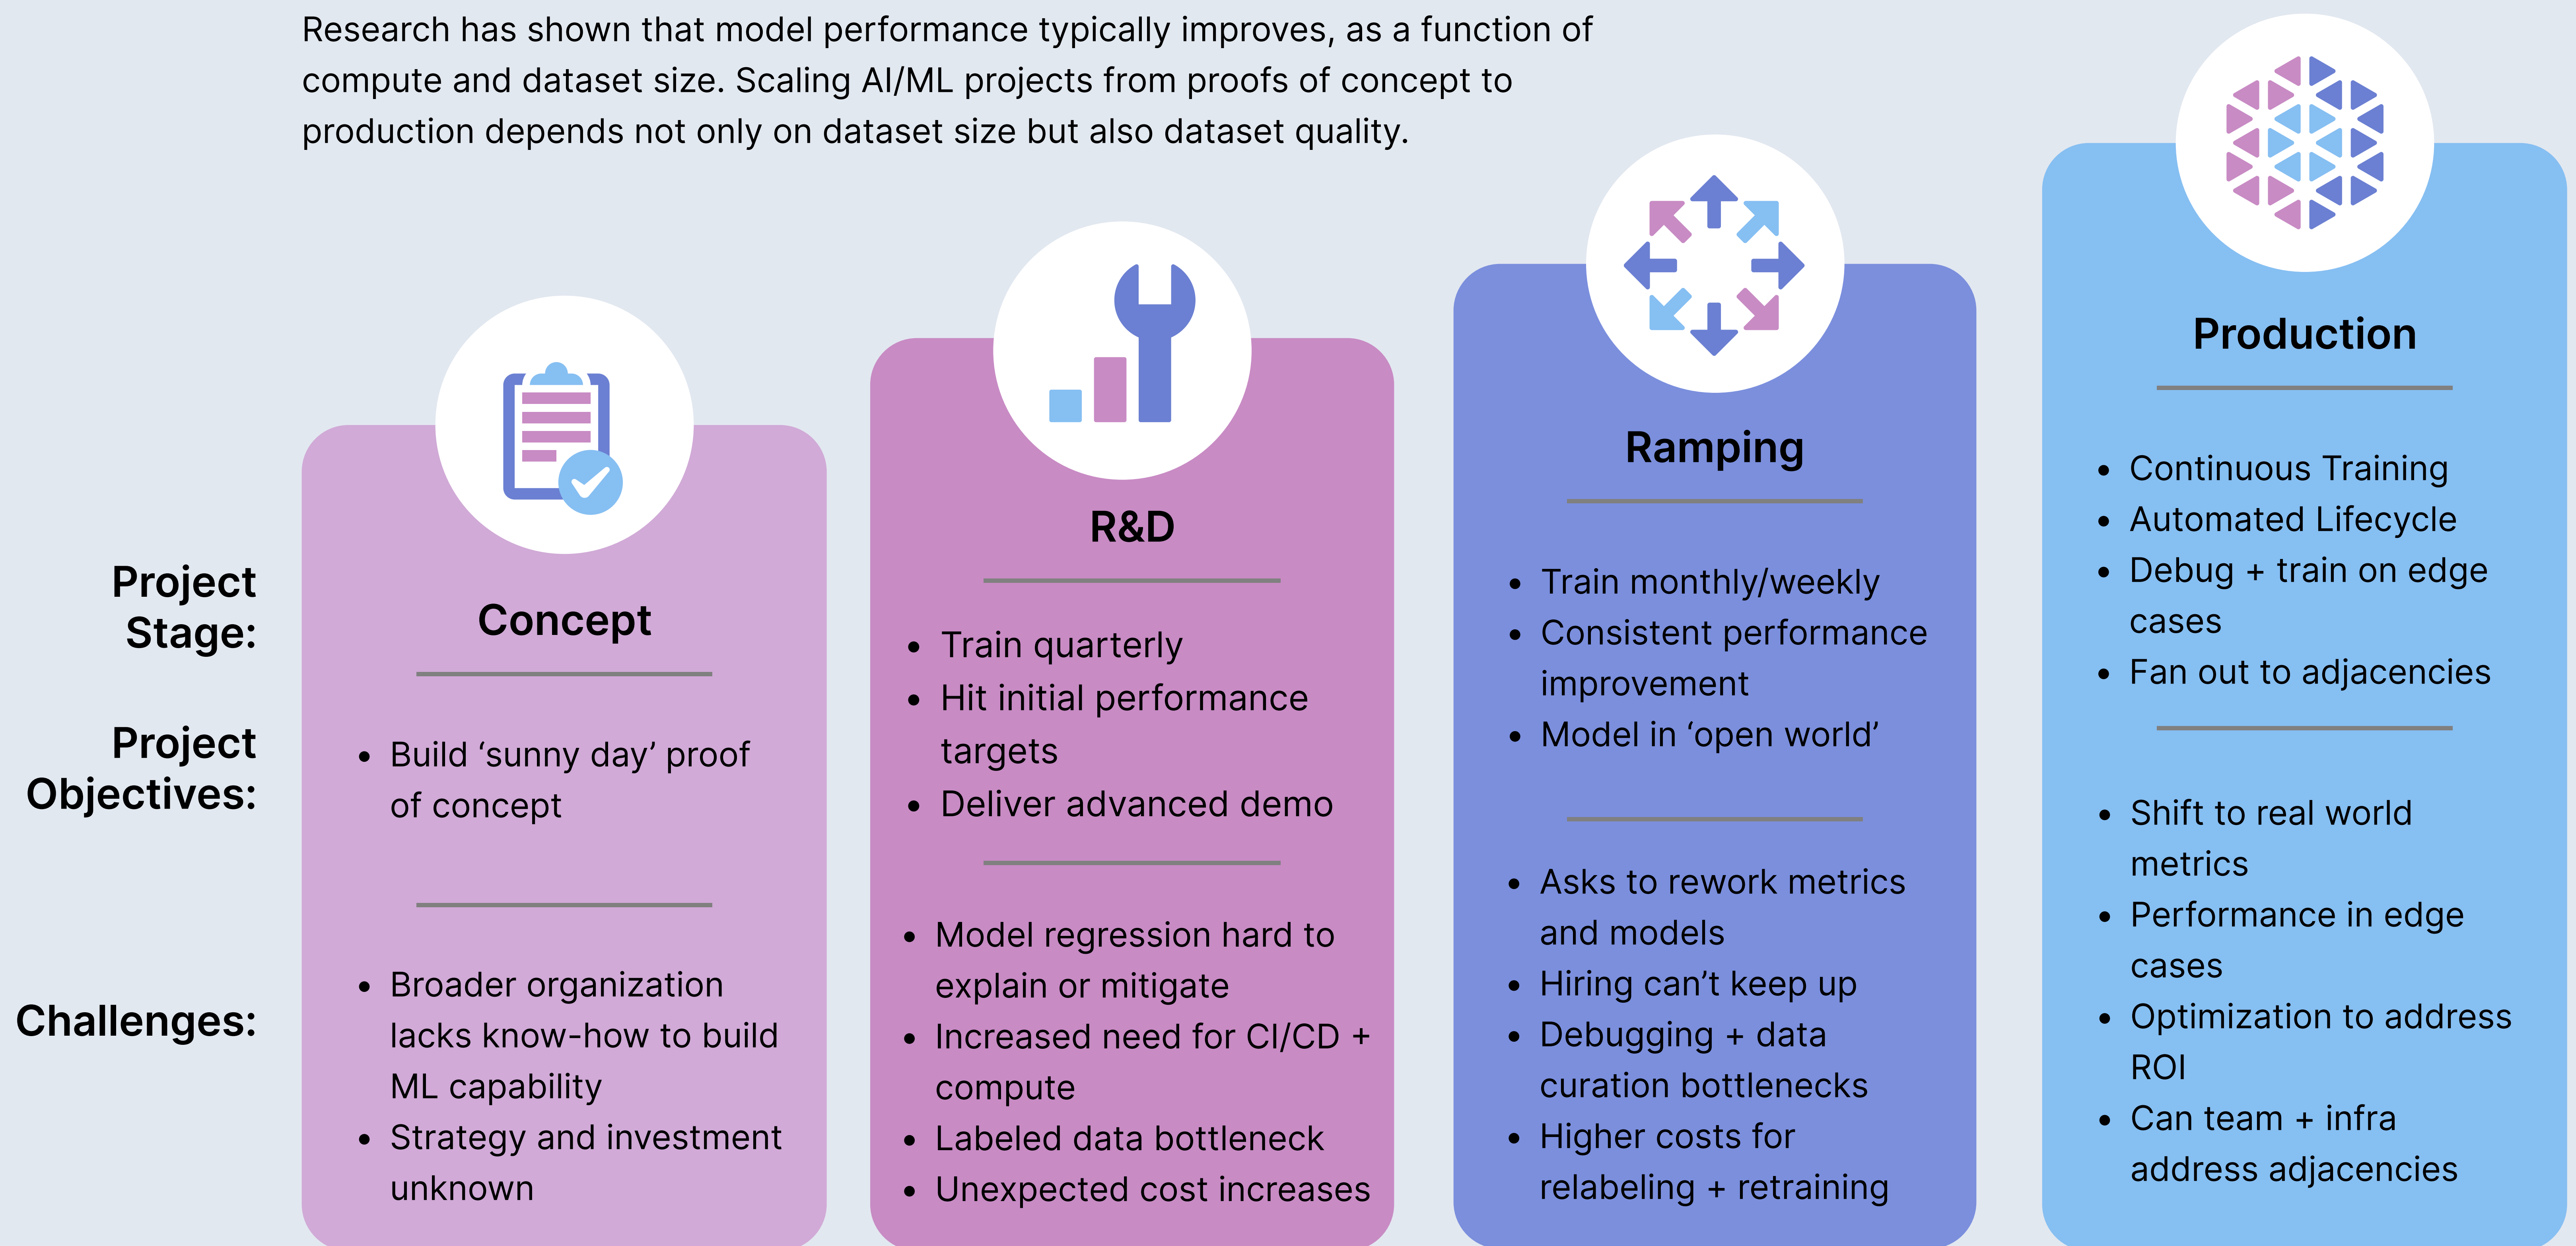 Research has shown that model performance typically improves, as a function of
compute and dataset size. Scaling AI/ML projects from proofs of concept to
production depends not only on dataset size but also dataset quality.
Project
Stage:
Project
Objectives:
Challenges:
Concept
• Build ‘sunny day’ proof
of concept
• Broader organization
lacks know-how to build
ML capability
• Strategy and investment
unknown
R&D
• Train quarterly
• Hit initial performance
targets
• Deliver advanced demo
• Model regression hard to
explain or mitigate
• Increased need for CI/CD +
compute
• Labeled data bottleneck
• Unexpected cost increases
Ramping
• Train monthly/weekly
• Consistent performance
improvement
• Model in ‘open world’
• Asks to rework metrics
and models
• Hiring can’t keep up
• Debugging + data
curation bottlenecks
• Higher costs for
relabeling + retraining
Production
• Continuous Training
• Automated Lifecycle
• Debug + train on edge
cases
• Fan out to adjacencies
• Shift to real world
metrics
• Performance in edge
cases
• Optimization to address
ROI
• Can team + infra
address adjacencies